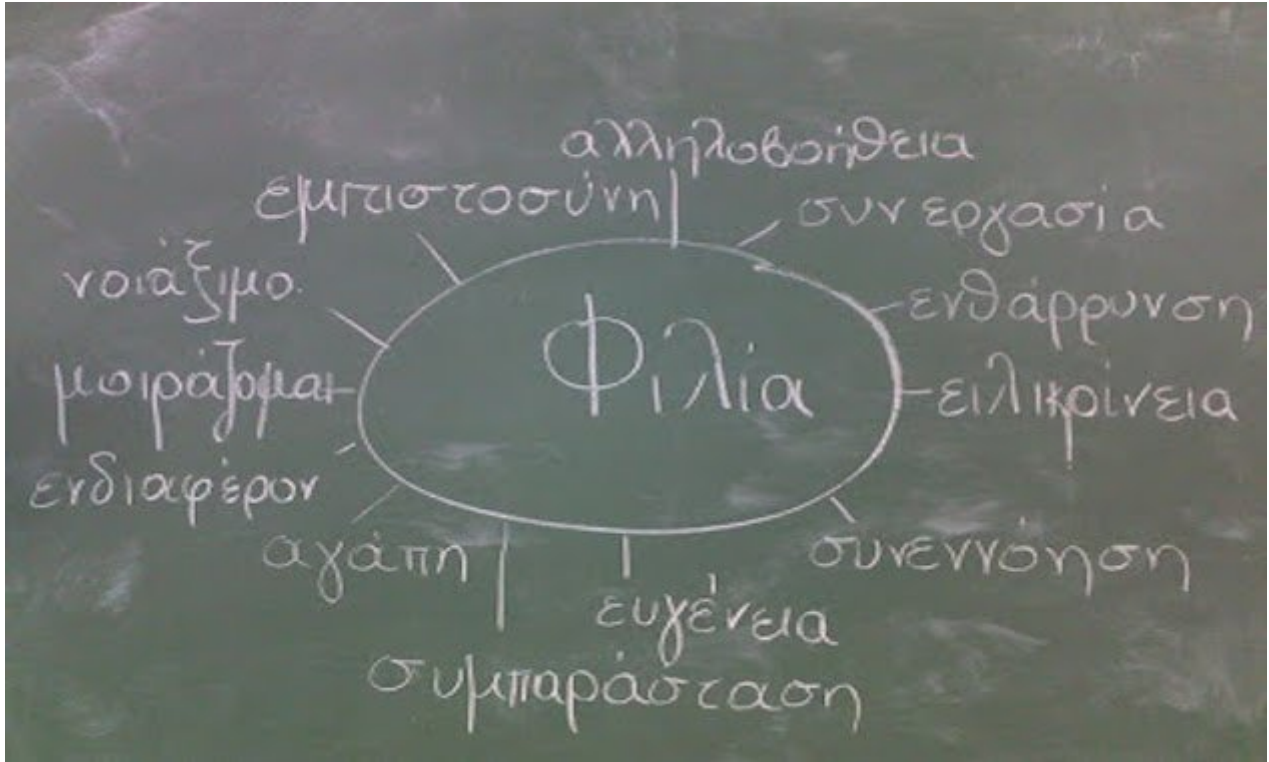 αλληλοβοήθεια
εμπιστοσύνη
συνεργασία
νοιάξιμο.
ενθάρρυνση
Φιλία
μοιράζομαι
ειλικρίνεια
ενδιαφέρον
αγάπη
συνεννόηση
ευγένεια
συμπαράσταση